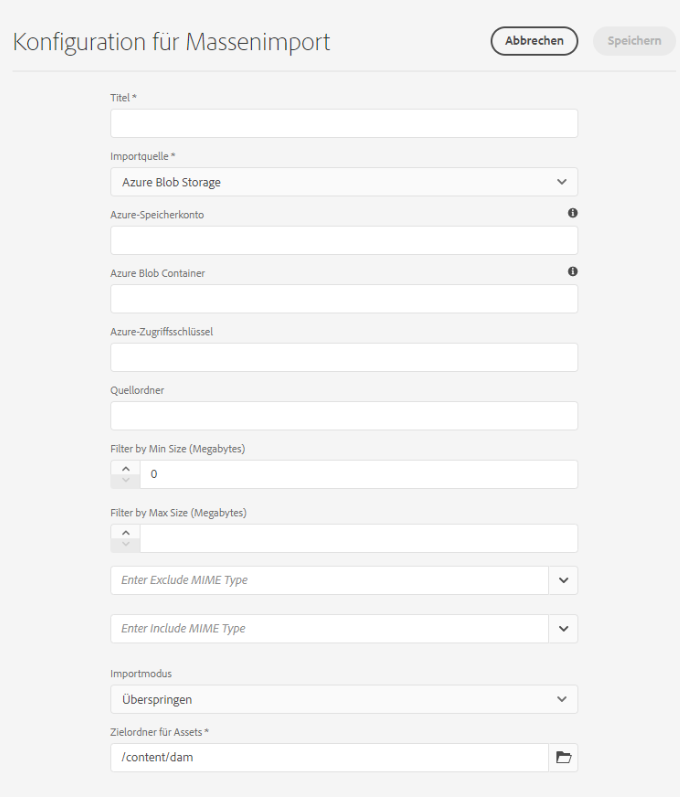 Konfiguration für Massenimport
Abbrechen
Speichern
Titel *
Importquelle *
Azure Blob Storage
Azure-Speicherkonto
Azure Blob Container
Azure-Zugriffsschlüssel
Quellordner
Filter by Min Size (Megabytes)
0
Filter by Max Size (Megabytes)
Enter Exclude MIME Type
Enter Include MIME Type
Importmodus
Überspringen
Zielordner für Assets *
/content/dam